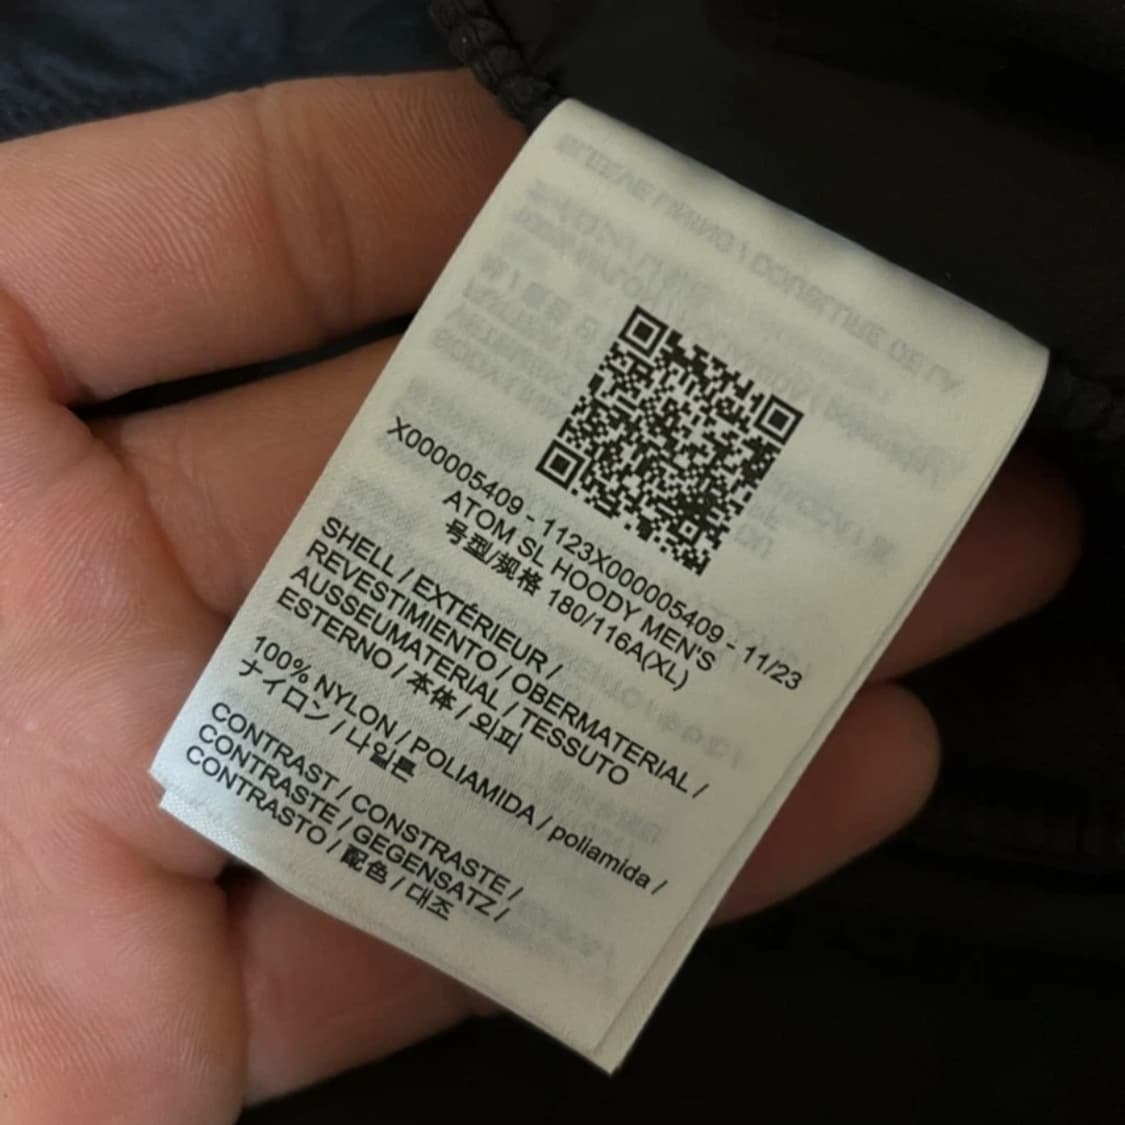 X000005409 - 1123X0000005409 - 11/23
ATOM SL HOODY MEN'S
号型/规格 180/116A(XL)
SHELL / EXTÉRIEUR /
REVESTIMIENTO / OBERMATERIAL /
AUSSEUMATERIAL / TESSUTO
ESTERNO / 本体 / 외피
100% NYLON / POLIAMIDA / poliamida /
ナイロン / 나일론
CONTRAST / CONSTRASTE /
CONTRASTE / GEGENSATZ /
CONTRASTO / 配色 / 대조